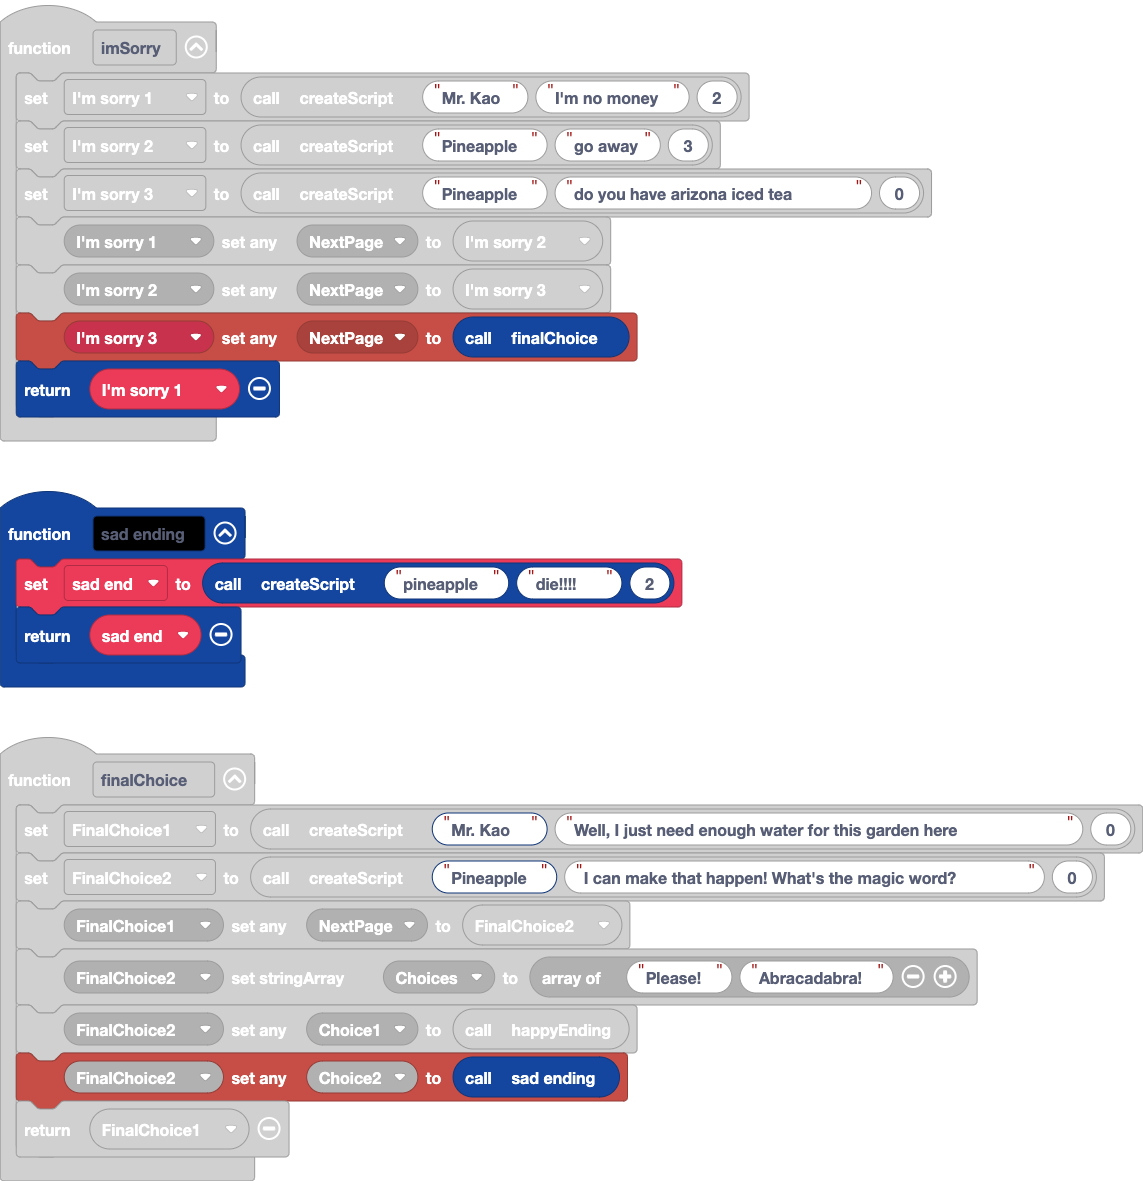 function imSorry
set I'm sorry 1 to call createScript "Mr. Kao" "I'm no money" 2
set I'm sorry 2 to call createScript "Pineapple" "go away" 3
set I'm sorry 3 to call createScript "Pineapple" "do you have arizona iced tea" 0
I'm sorry 1 set any NextPage to I'm sorry 2
I'm sorry 2 set any NextPage to I'm sorry 3
I'm sorry 3 set any NextPage to call finalChoice
return I'm sorry 1
function sad ending
set sad end to call createScript "pineapple" "die!!!!" 2
return sad end
function finalChoice
set FinalChoice1 to call createScript "Mr. Kao" "Well, I just need enough water for this garden here" 0
set FinalChoice2 to call createScript "Pineapple" "I can make that happen! What's the magic word?" 0
FinalChoice1 set any NextPage to FinalChoice2
FinalChoice2 set stringArray Choices to array of "Please!" "Abracadabra!"
FinalChoice2 set any Choice1 to call happyEnding
FinalChoice2 set any Choice2 to call sad ending
return FinalChoice1